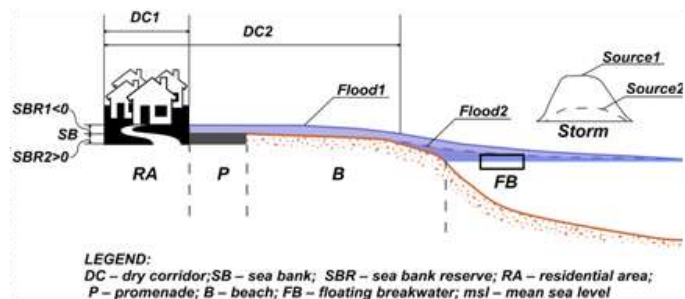 DC1
DC2
Source1
Flood1
Source2
Flood2
SBR1<0
SB
Storm
SBR2>0
RA
P
B
FB
LEGEND:
DC – dry corridor;SB – sea bank; SBR – sea bank reserve; RA – residential area;
P – promenade; B – beach; FB – floating breakwater; msl – mean sea level